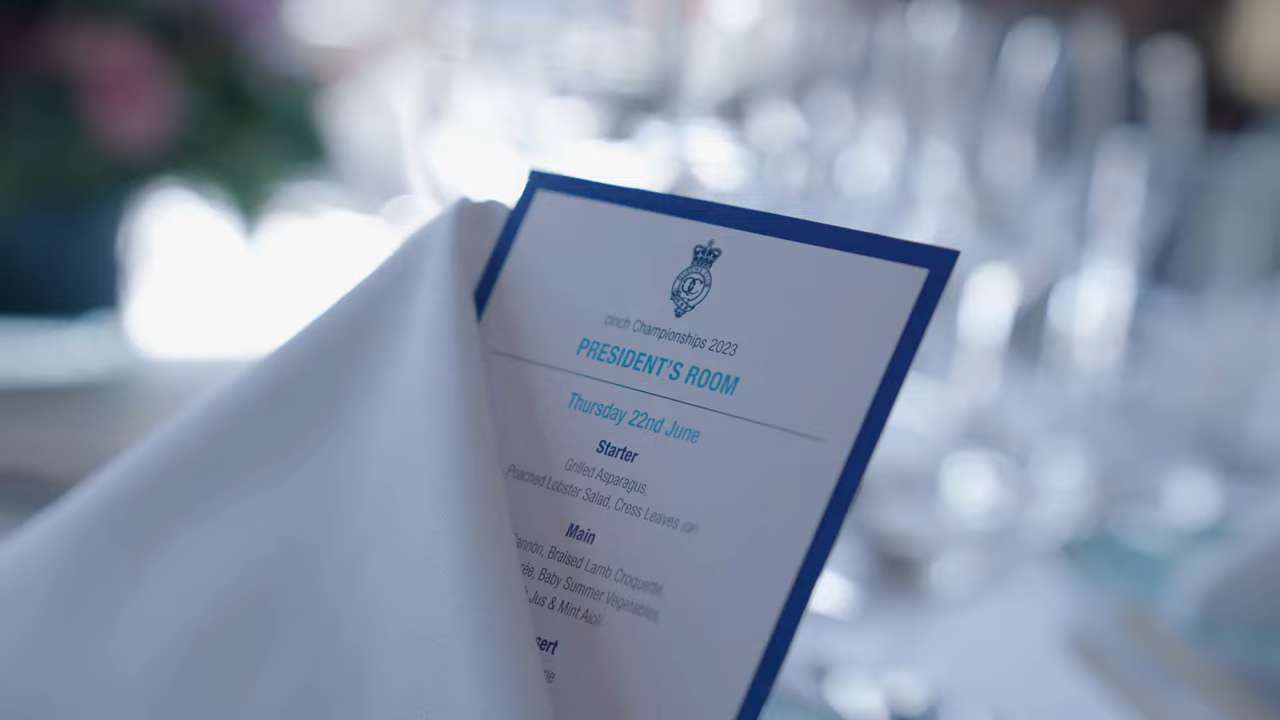 cinch Championships 2023
PRESIDENT'S ROOM
Thursday 22nd June
Starter
Grilled Asparagus,
Poached Lobster Salad, Cress Leaves (GF)
Main
Braised Lamb Croquette,
Baby Summer Vegetables,
Jus & Mint Aioli